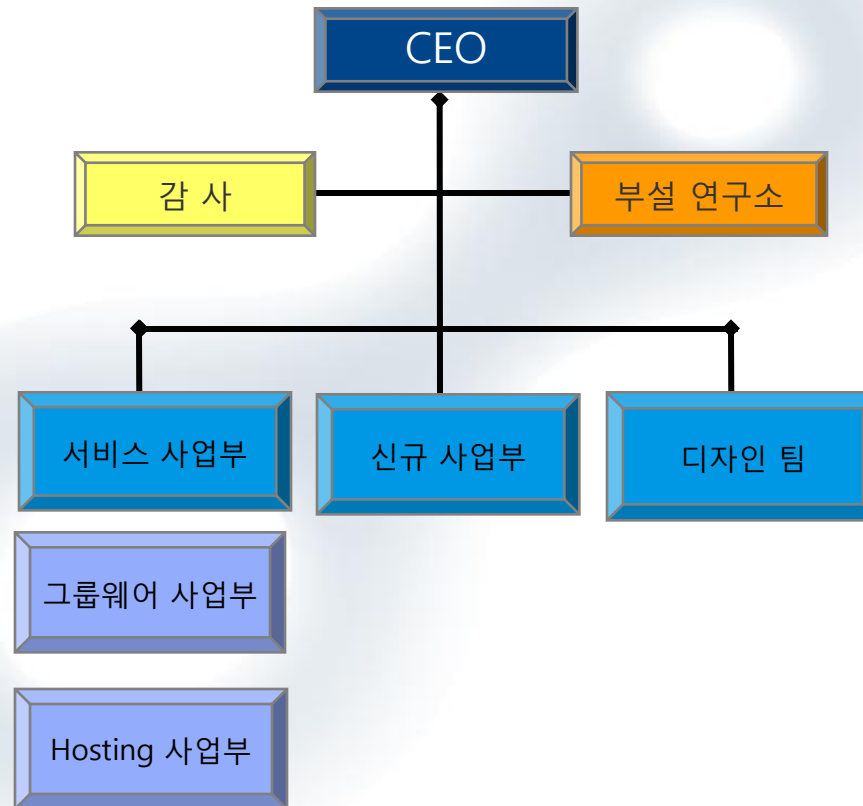 CEO
감 사
부설 연구소
서비스 사업부
신규 사업부
디자인 팀
그룹웨어 사업부
Hosting 사업부